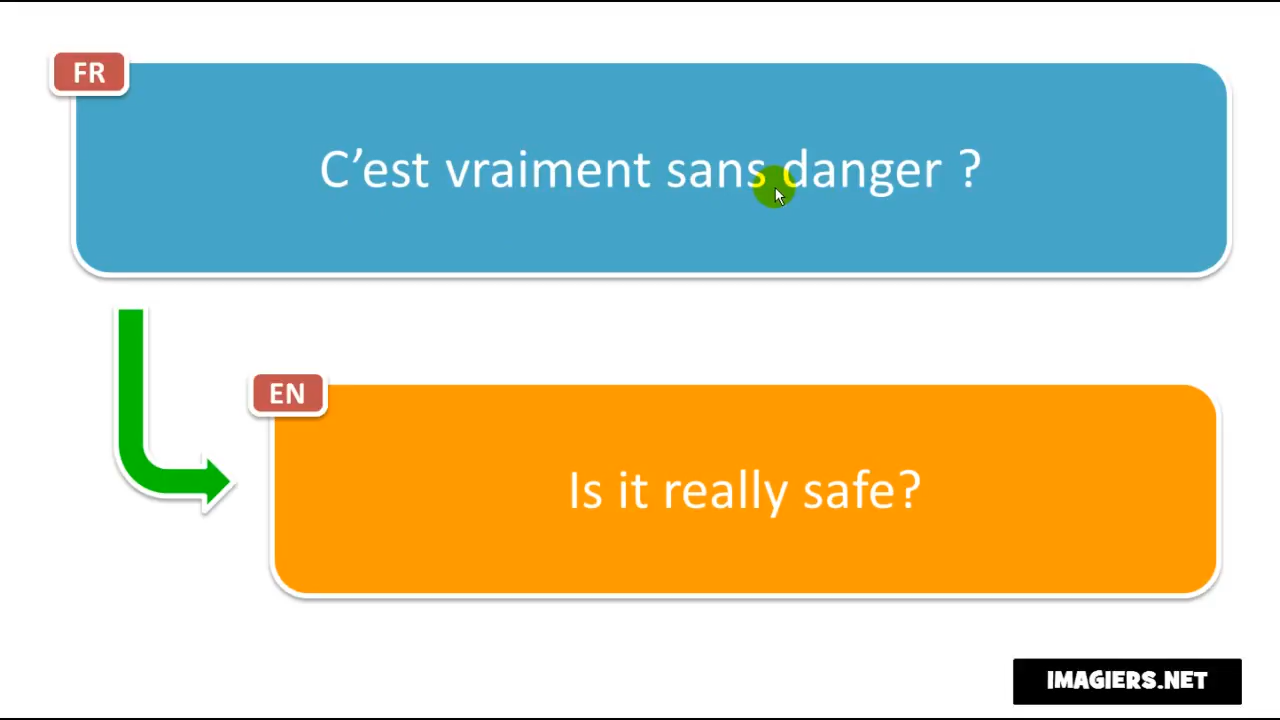 FR
C’est vraiment sans danger ?
EN
Is it really safe?
IMAGIERS.NET